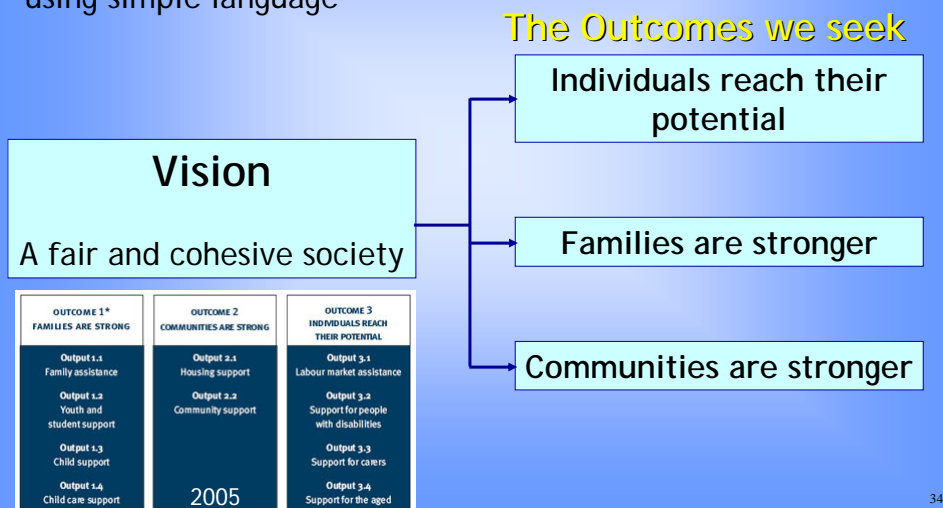 using simple language
The Outcomes we seek
Individuals reach their
potential
Vision
A fair and cohesive society
Families are stronger
Communities are stronger
OUTCOME 1*
FAMILIES ARE STRONG
Output 1.1
Family assistance
Output 1.2
Youth and
student support
Output 1.3
Child support
Output 1.4
Child care support
OUTCOME 2
COMMUNITIES ARE STRONG
Output 2.1
Housing support
Output 2.2
Community support
2005
OUTCOME 3
INDIVIDUALS REACH
THEIR POTENTIAL
Output 3.1
Labour market assistance
Output 3.2
Support for people
with disabilities
Output 3.3
Support for carers
Output 3.4
Support for the aged
34